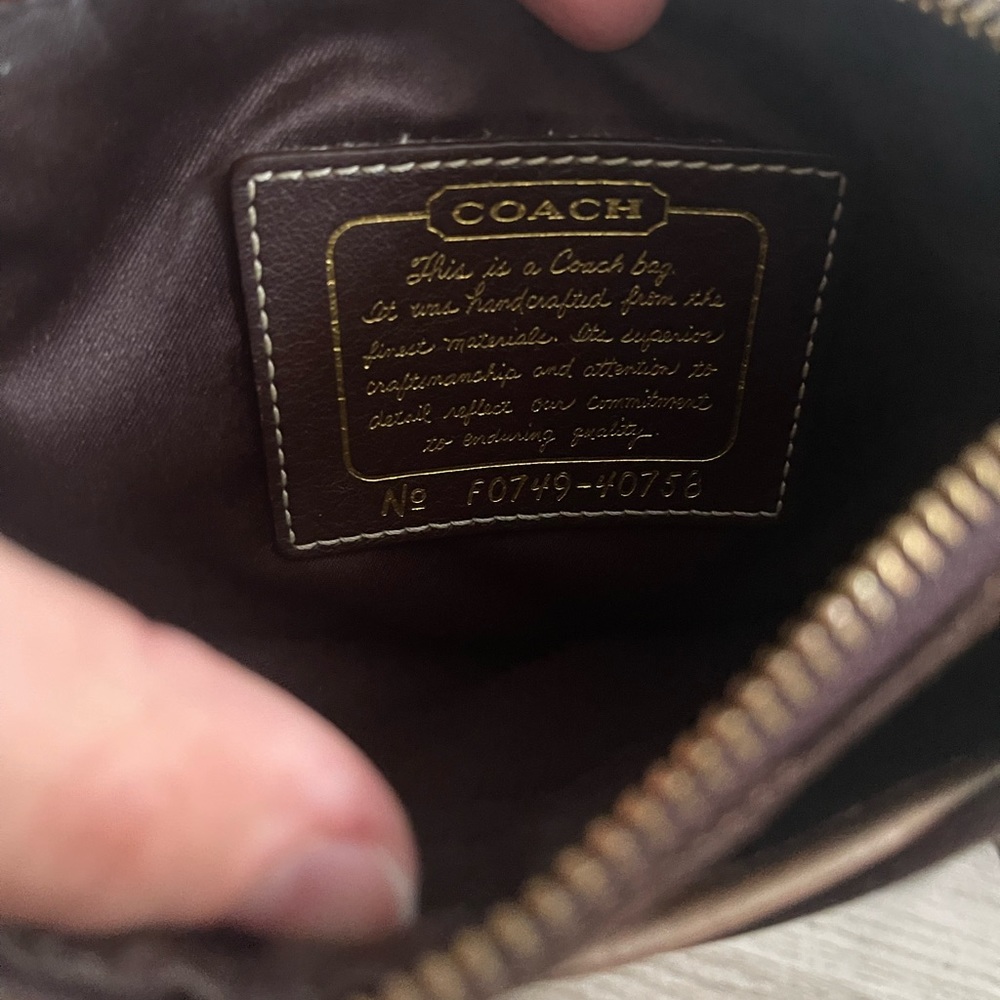 COACH
This is a Coach bag.
It was handcrafted from the
finest materials. Its superior
craftsmanship and attention to
detail reflect our commitment
to enduring quality.
No F0749-40758